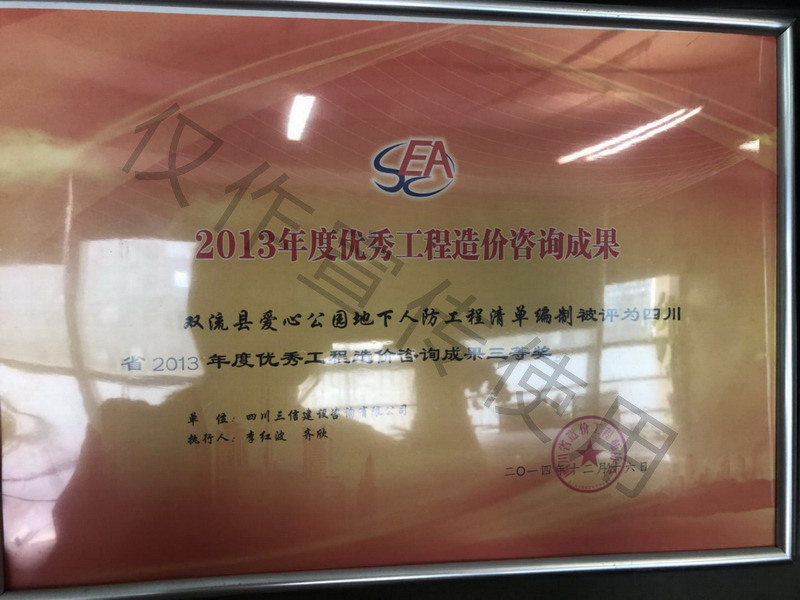 SEA
2013年度优秀工程造价咨询成果
双流县爱心公园地下人防工程清单编制被评为四川
省2013年度优秀工程造价咨询成果三等奖
单 位：四川三信建设咨询有限公司
执行人：李红波 齐欣
二〇一四年十二月十六日
仅作宣传使用